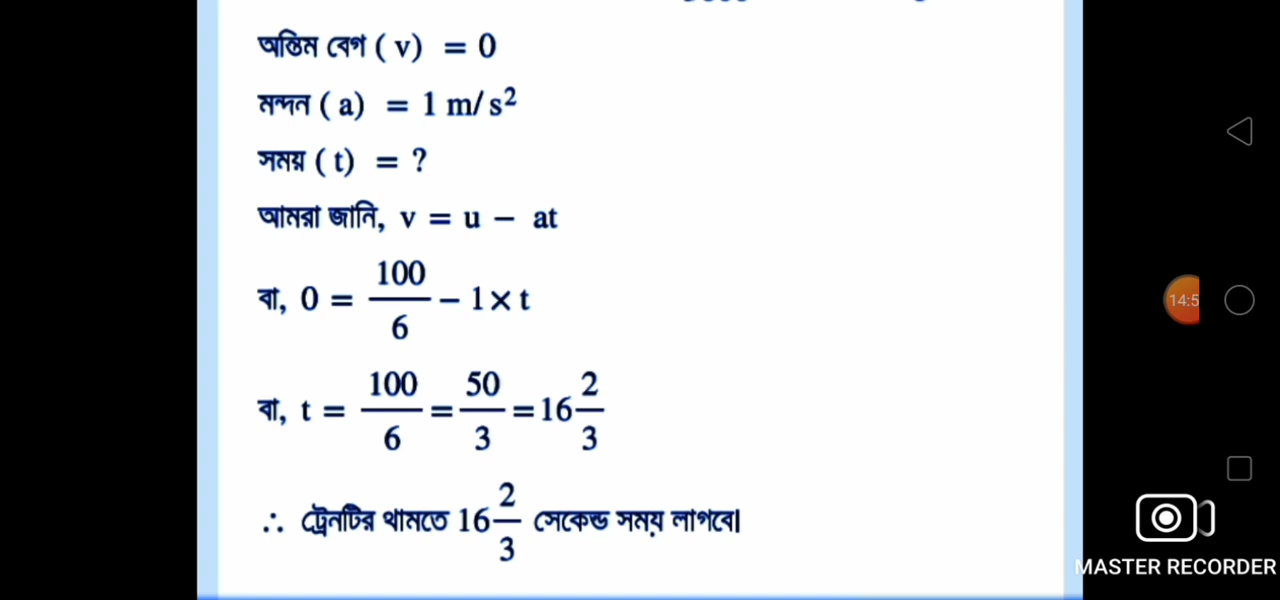 অন্তিম বেগ ( v) = 0
মন্দন ( a) = 1 m/ s²
সময় ( t) = ?
আমরা জানি, v = u − at
বা, 0 = 100/6 − 1 × t
বা, t = 100/6 = 50/3 = 16 2/3
∴ ট্রেনটির থামতে 16 2/3 সেকেন্ড সময় লাগবে।
14:5
MASTER RECORDER